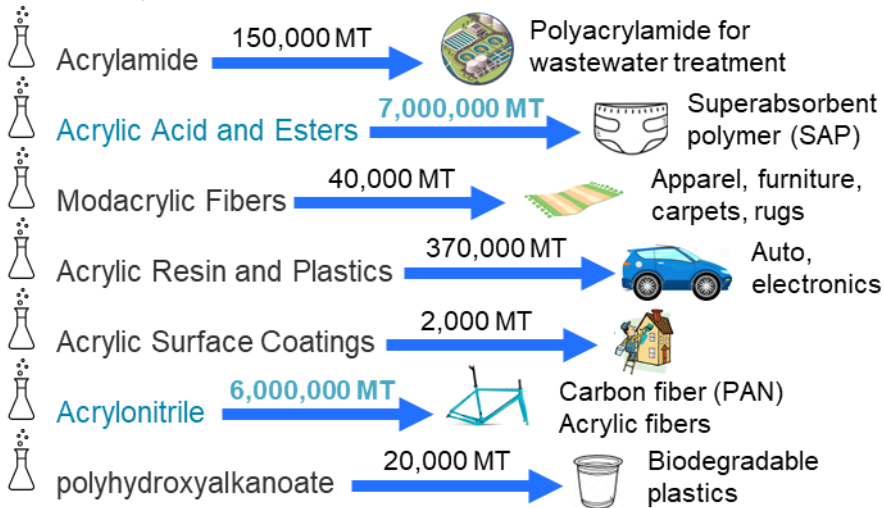 150,000 MT
Acrylamide
Polyacrylamide for
wastewater treatment
7,000,000 MT
Acrylic Acid and Esters
Superabsorbent
polymer (SAP)
40,000 MT
Modacrylic Fibers
Apparel, furniture,
carpets, rugs
370,000 MT
Acrylic Resin and Plastics
Auto,
electronics
2,000 MT
Acrylic Surface Coatings
6,000,000 MT
Acrylonitrile
Carbon fiber (PAN)
Acrylic fibers
20,000 MT
polyhydroxyalkanoate
Biodegradable
plastics